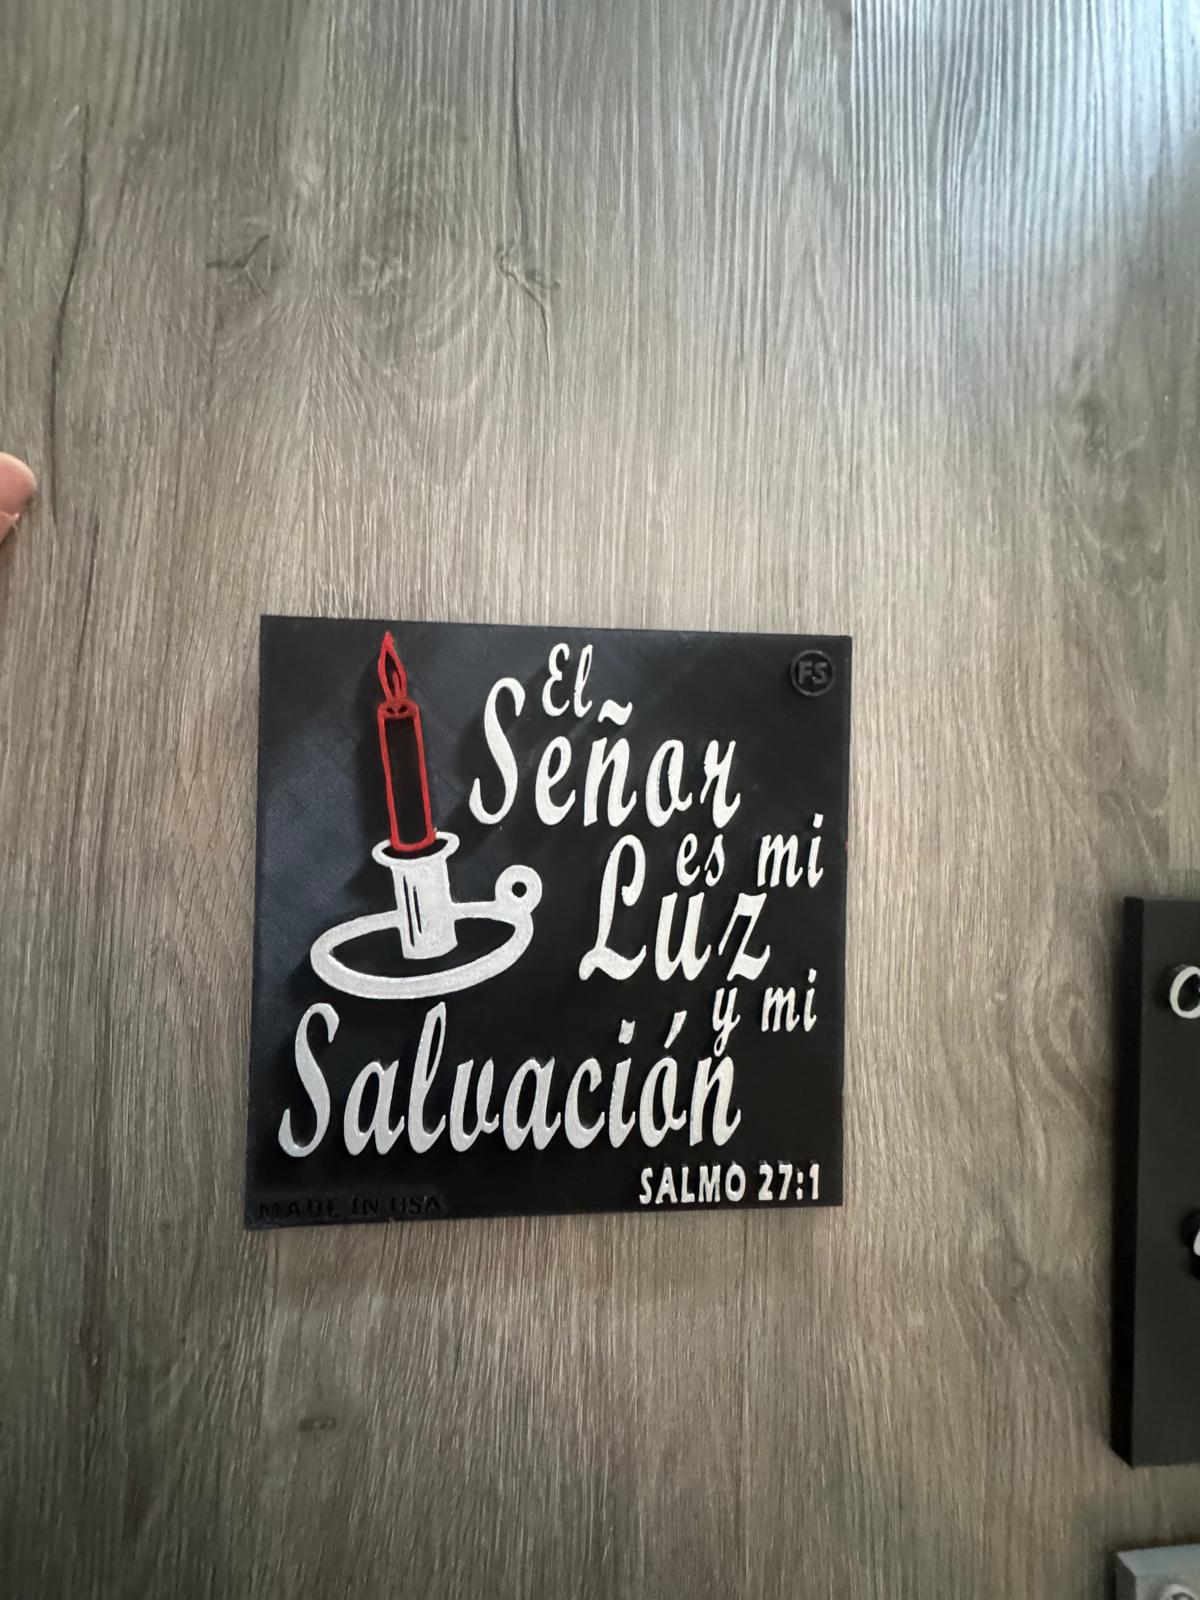 El
Señor
es mi
Luz
y mi
Salvación
SALMO 27:1
FS
MADE IN USA